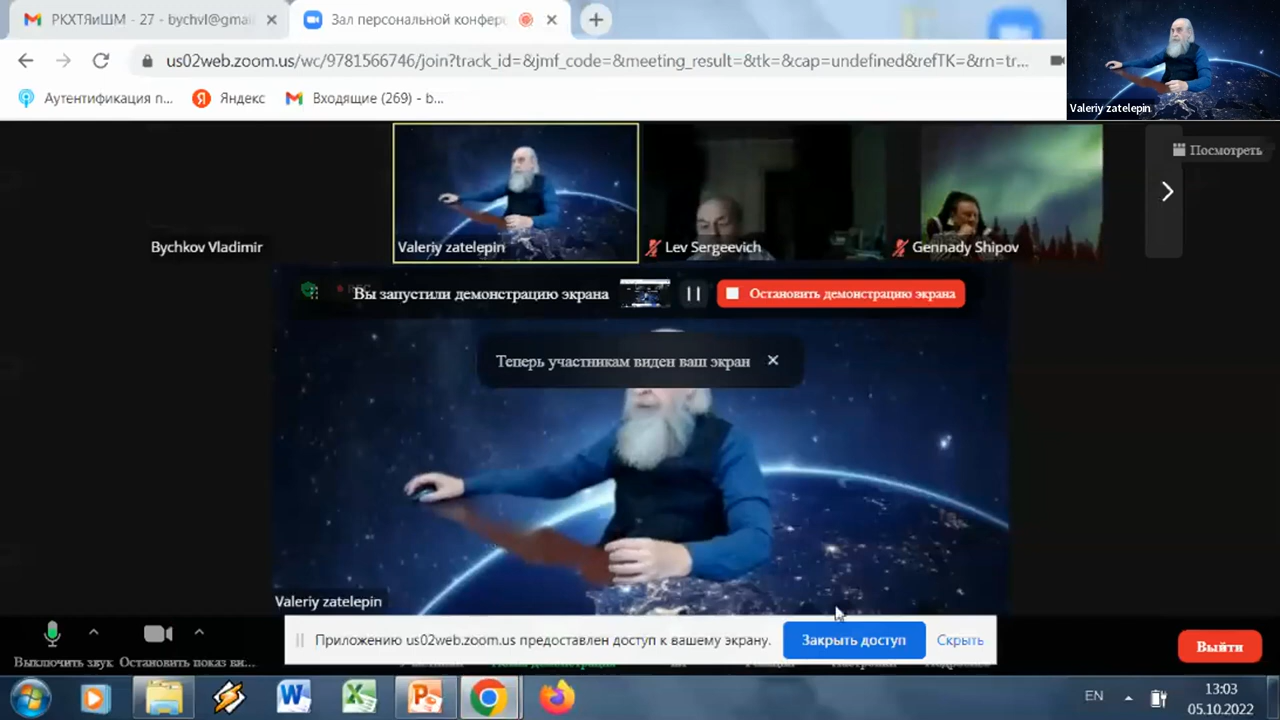 РКХТЯиШМ - 27 - bychvl@gmai
Зал персональной конфере
us02web.zoom.us/wc/9781566746/join?track_id=&jmf_code=&meeting_result=&tk=&cap=undefined&refTK=&rn=tr...
Valeriy zatelepin
Аутентификация п...
Яндекс
Входящие (269) - b...
Посмотреть
Bychkov Vladimir
Valeriy zatelepin
Lev Sergeevich
Gennady Shipov
Вы запустили демонстрацию экрана
Остановить демонстрацию экрана
Теперь участникам виден ваш экран
Valeriy zatelepin
Приложению us02web.zoom.us предоставлен доступ к вашему экрану.
Закрыть доступ
Скрыть
Выключить звук
Остановить показ ви...
Выйти
EN
13:03
05.10.2022